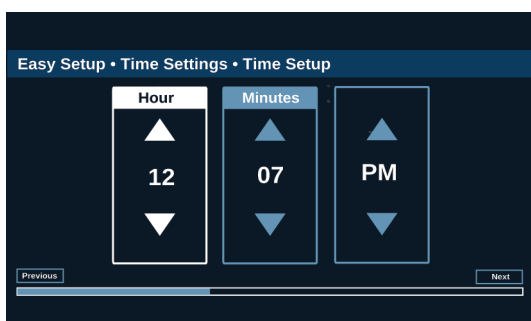 Easy Setup • Time Settings • Time Setup
Hour
Minutes
12
07
PM
Previous
Next